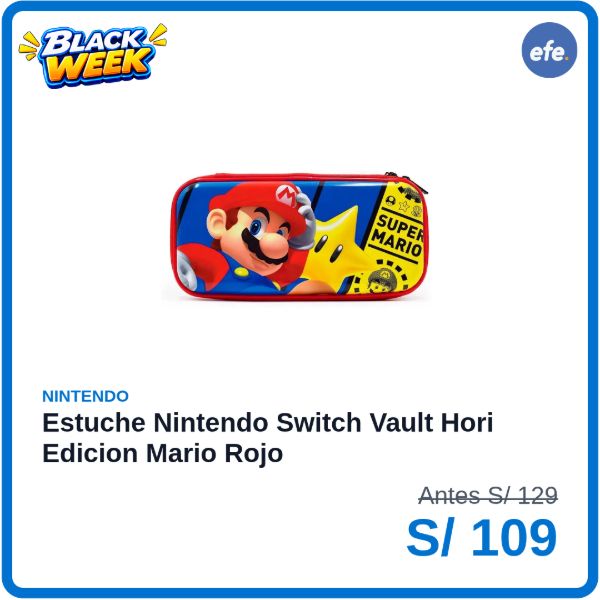 BLACK
WEEK
efe.
M
SUPER
MARIO
NINTENDO
Estuche Nintendo Switch Vault Hori
Edicion Mario Rojo
Antes S/ 129
S/ 109